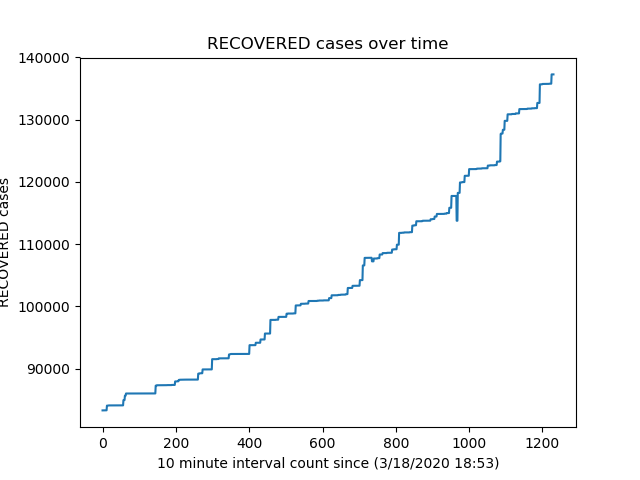 RECOVERED cases over time
140000
130000
120000
110000
100000
90000
RECOVERED cases
0 200 400 600 800 1000 1200
10 minute interval count since (3/18/2020 18:53)